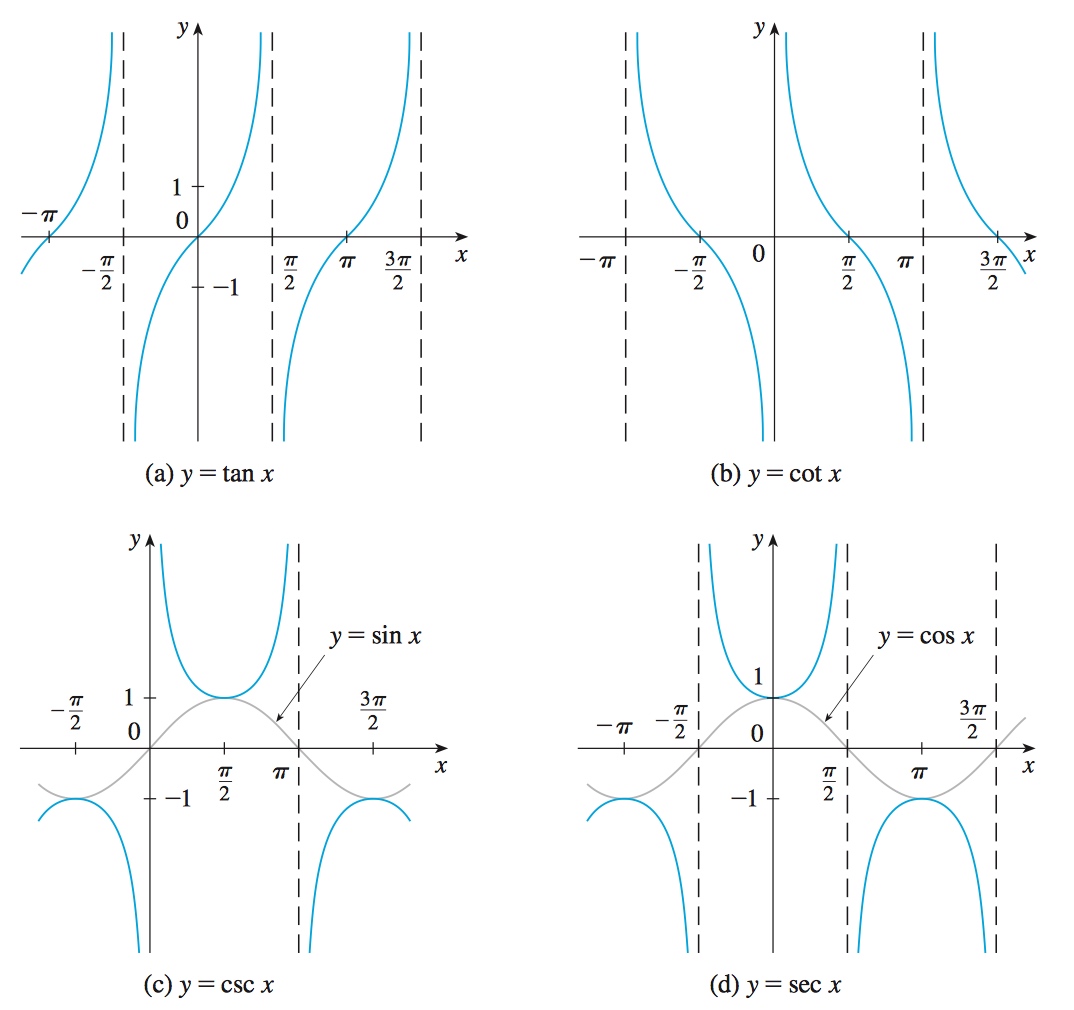 y
1
0
−π
−π/2
−1
π/2
π
3π/2
x
(a) y = tan x
y
0
−π
−π/2
π/2
π
3π/2
x
(b) y = cot x
y
y = sin x
1
−π/2
3π/2
0
π/2
π
x
−1
(c) y = csc x
y
y = cos x
1
−π
−π/2
0
3π/2
π/2
π
x
−1
(d) y = sec x